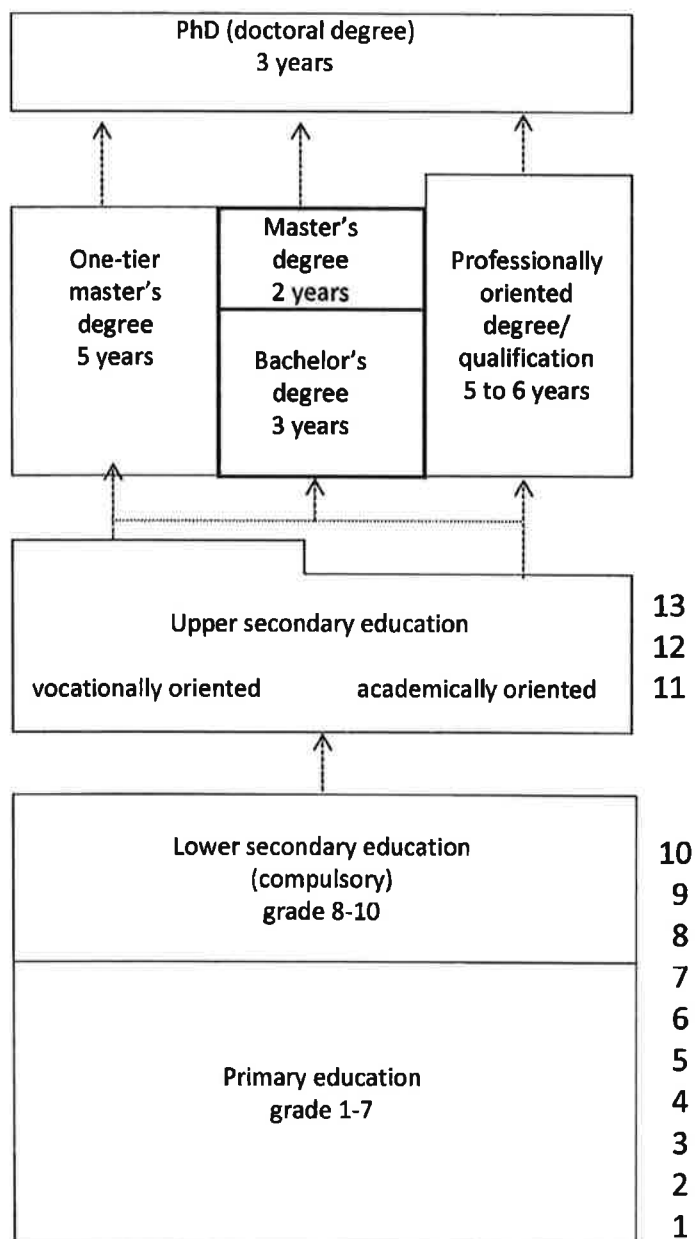 PhD (doctoral degree)
3 years
One-tier
master's
degree
5 years
Master's
degree
2 years
Bachelor's
degree
3 years
Professionally
oriented
degree/
qualification
5 to 6 years
Upper secondary education
vocationally oriented
academically oriented
13
12
11
Lower secondary education
(compulsory)
grade 8-10
10
9
8
Primary education
grade 1-7
7
6
5
4
3
2
1